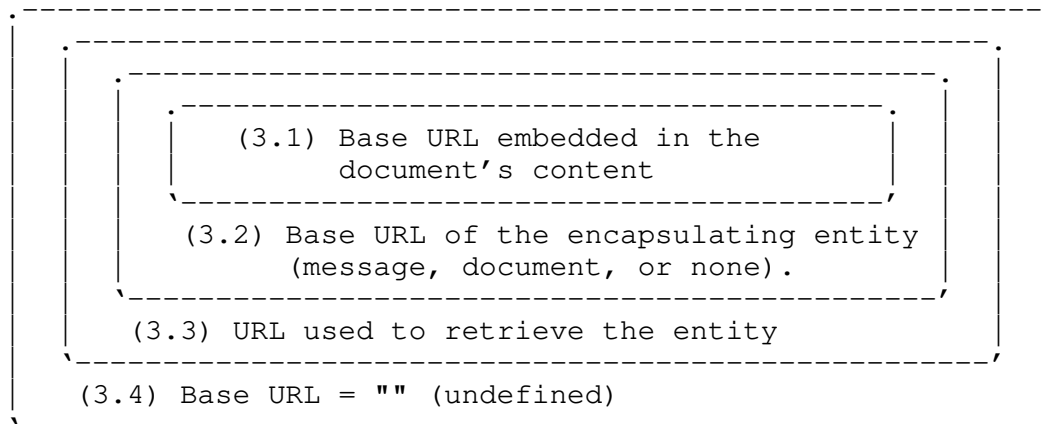 (3.1) Base URL embedded in the
document's content
(3.2) Base URL of the encapsulating entity
(message, document, or none).
(3.3) URL used to retrieve the entity
(3.4) Base URL = "" (undefined)